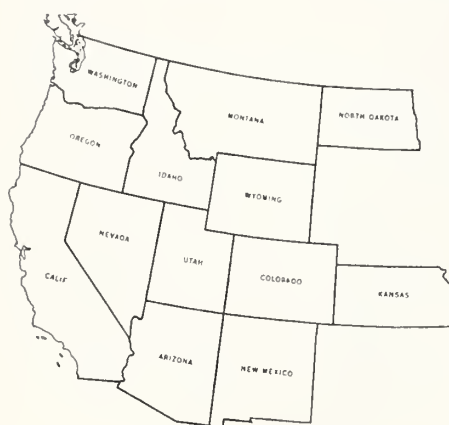 WASHINGTON
MONTANA
NORTH DAKOTA
OREGON
IDAHO
WYOMING
NEVADA
UTAH
COLORADO
CALIF
KANSAS
ARIZONA
NEW MEXICO